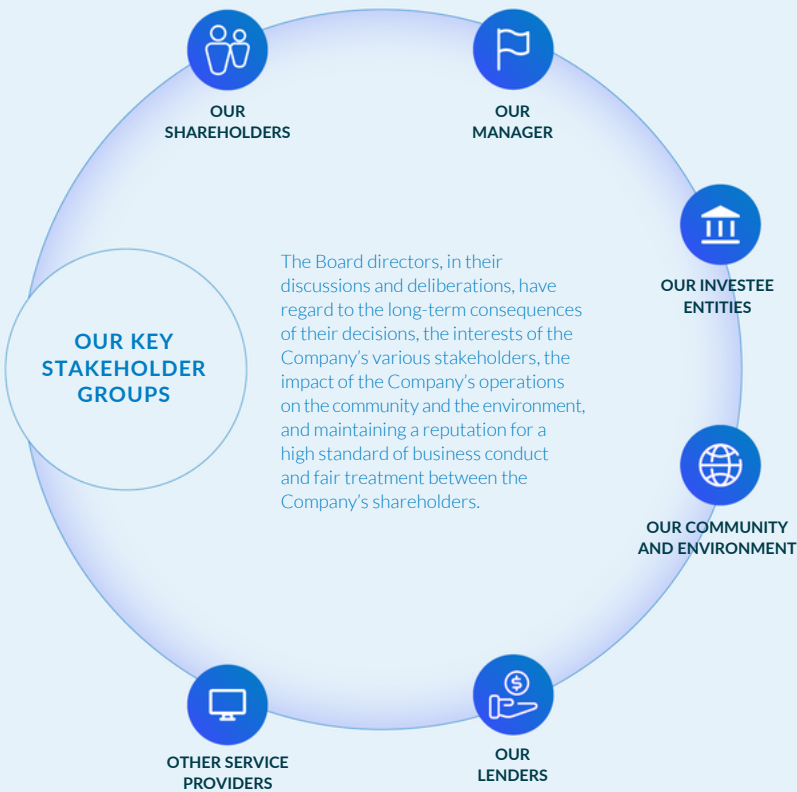 OUR
SHAREHOLDERS
OUR
MANAGER
OUR INVESTEE
ENTITIES
OUR KEY
STAKEHOLDER
GROUPS
The Board directors, in their
discussions and deliberations, have
regard to the long-term consequences
of their decisions, the interests of the
Company’s various stakeholders, the
impact of the Company’s operations
on the community and the environment,
and maintaining a reputation for a
high standard of business conduct
and fair treatment between the
Company’s shareholders.
OUR COMMUNITY
AND ENVIRONMENT
OTHER SERVICE
PROVIDERS
$
OUR
LENDERS